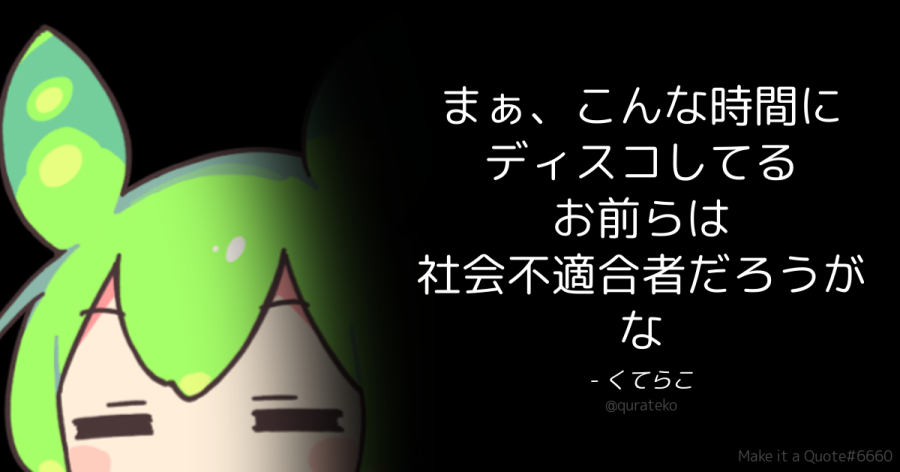 まぁ、こんな時間に
ディスコしてる
お前らは
社会不適合者だろうが
な
- くてらこ
@qurateko
Make it a Quote#6660